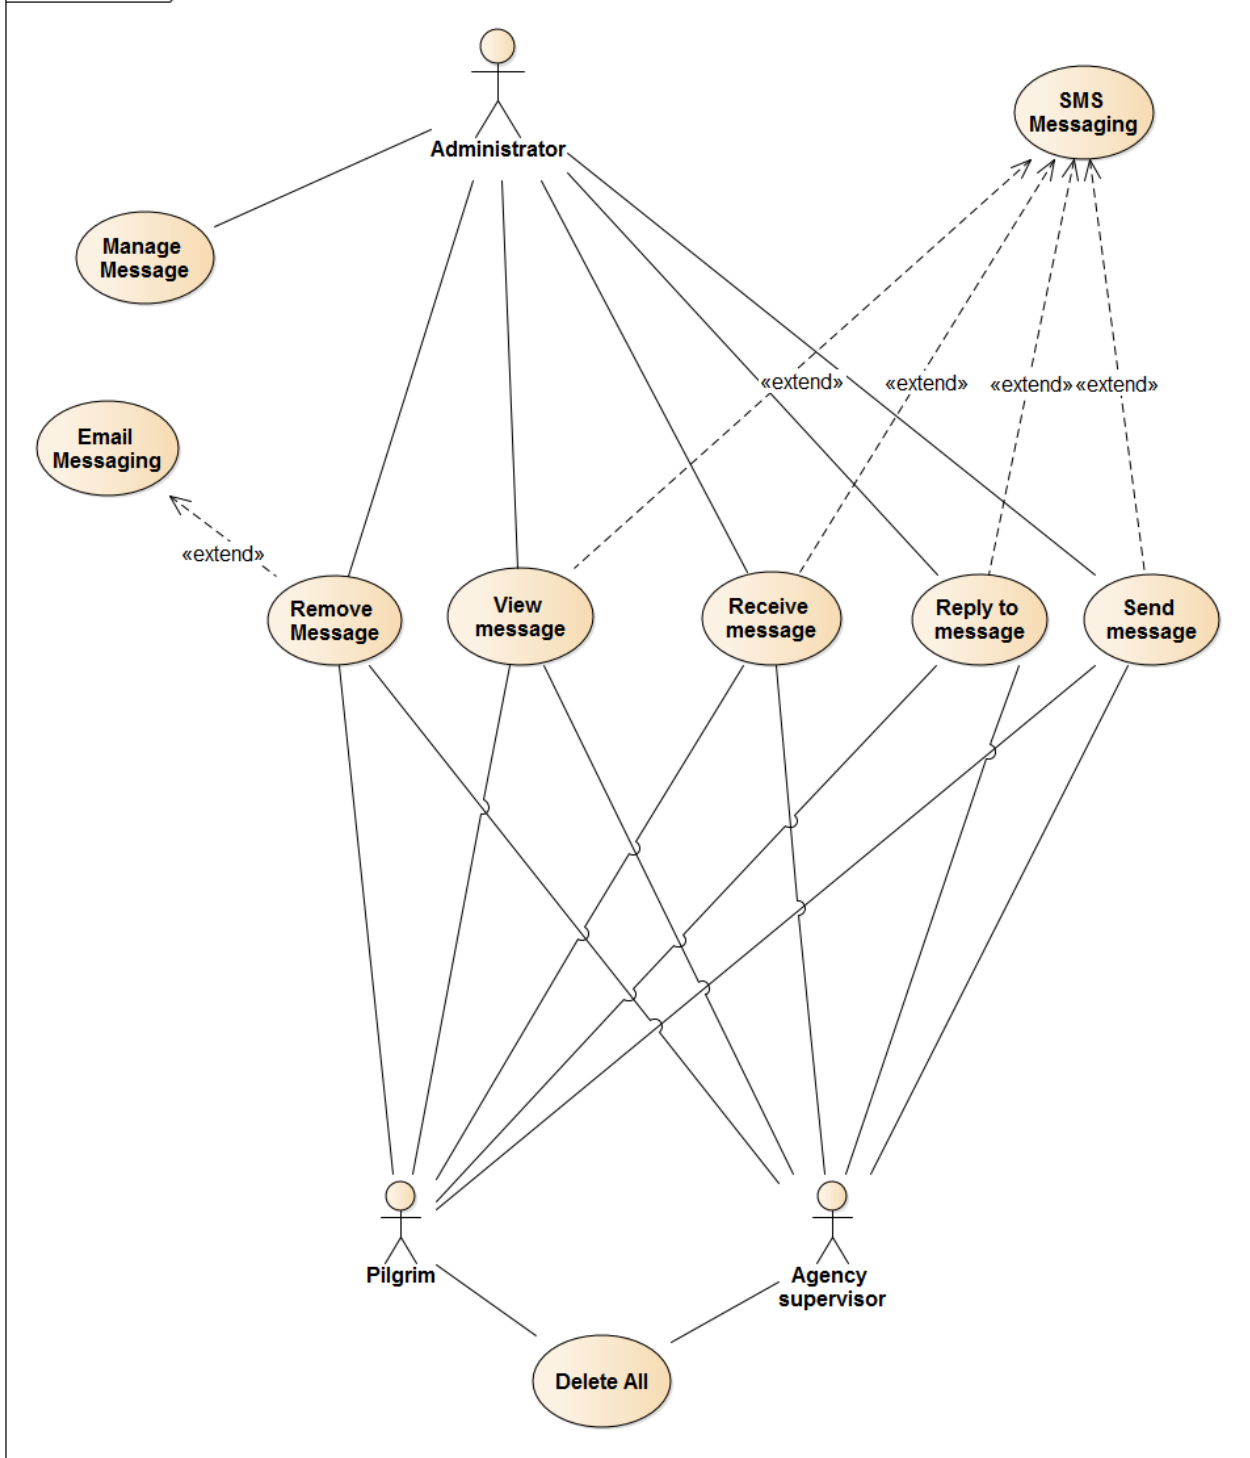 Administrator
SMS
Messaging
Manage
Message
«extend»
«extend»
«extend»
«extend»
Email
Messaging
«extend»
Remove
Message
View
message
Receive
message
Reply to
message
Send
message
Pilgrim
Agency
supervisor
Delete All